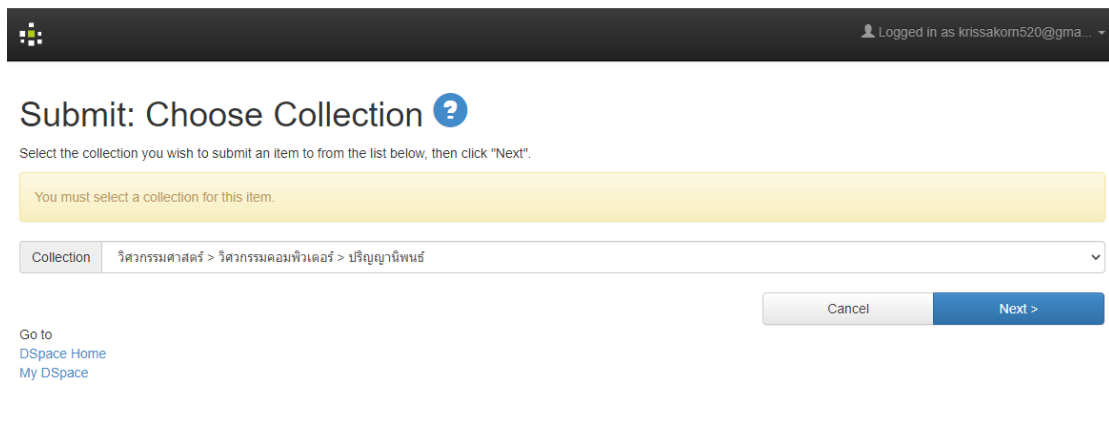 Logged in as krissakorn520@gma...
Submit: Choose Collection ?
Select the collection you wish to submit an item to from the list below, then click "Next".
You must select a collection for this item.
Collection วิศวกรรมศาสตร์ > วิศวกรรมคอมพิวเตอร์ > ปริญญานิพนธ์
Cancel Next >
Go to
DSpace Home
My DSpace